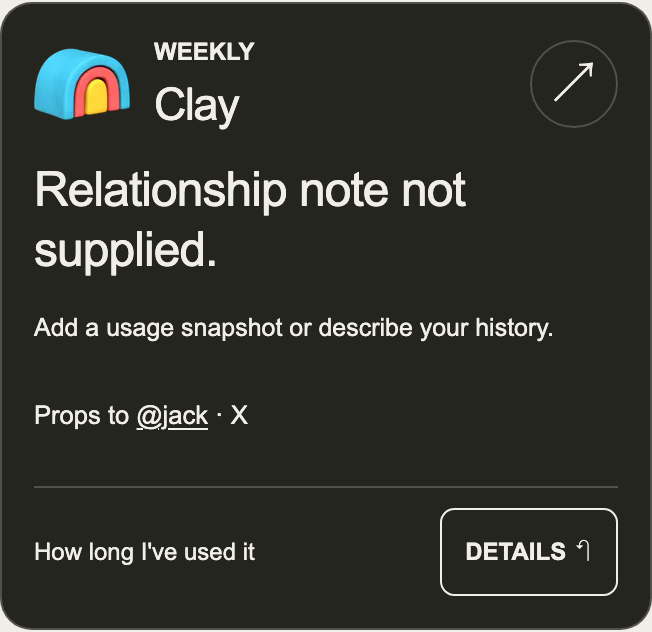 WEEKLY
Clay
Relationship note not
supplied.
Add a usage snapshot or describe your history.
Props to @jack · X
How long I've used it
DETAILS